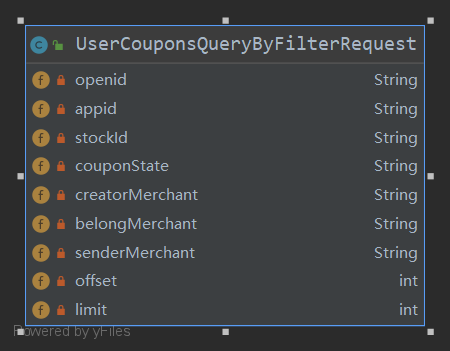 C UserCouponsQueryByFilterRequest
f openid String
f appid String
f stockId String
f couponState String
f creatorMerchant String
f belongMerchant String
f senderMerchant String
f offset int
f limit int
Powered by yFiles